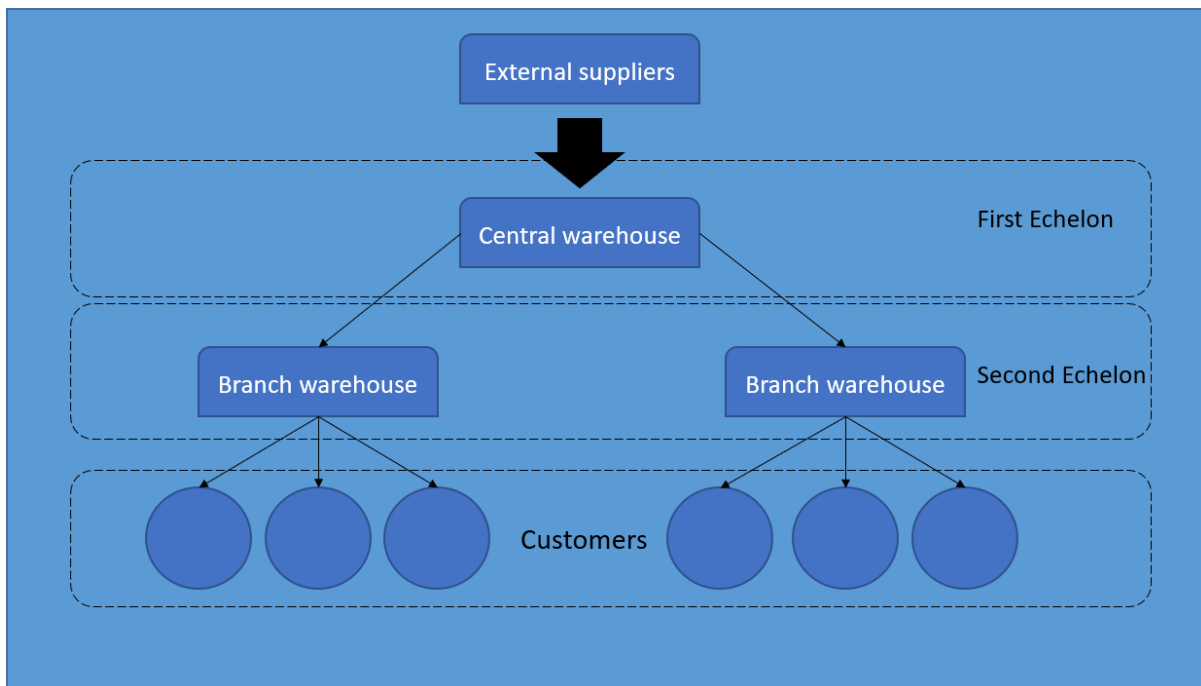 External suppliers
Central warehouse
First Echelon
Branch warehouse
Branch warehouse
Second Echelon
Customers